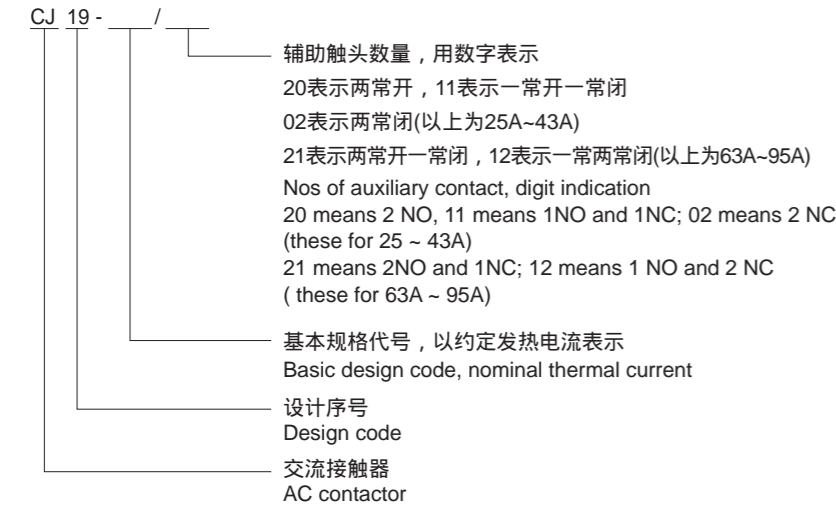 CJ 19 - /
辅助触头数量，用数字表示
20表示两常开，11表示一常开一常闭
02表示两常闭(以上为25A~43A)
21表示两常开一常闭，12表示一常两常闭(以上为63A~95A)
Nos of auxiliary contact, digit indication
20 means 2 NO, 11 means 1NO and 1NC; 02 means 2 NC
(these for 25 ~ 43A)
21 means 2NO and 1NC; 12 means 1 NO and 2 NC
( these for 63A ~ 95A)
基本规格代号，以约定发热电流表示
Basic design code, nominal thermal current
设计序号
Design code
交流接触器
AC contactor